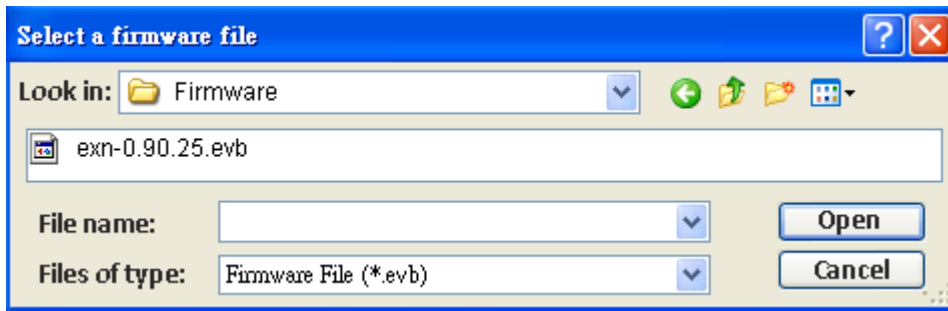 Select a firmware file
Look in: Firmware
exn-0.90.25.evb
File name:
Open
Files of type: Firmware File (*.evb)
Cancel